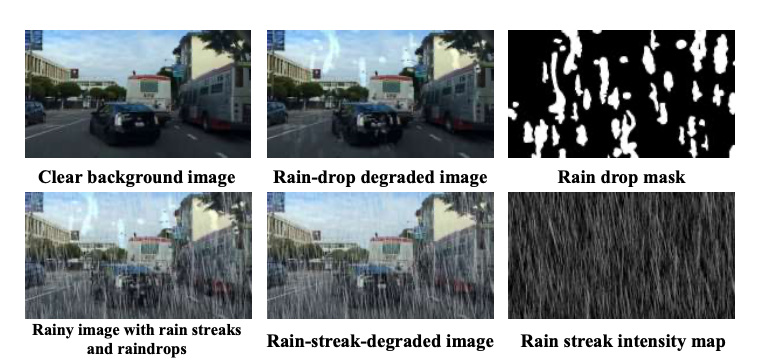 Clear background image
Rain-drop degraded image
Rain drop mask
Rainy image with rain streaks
and raindrops
Rain-streak-degraded image
Rain streak intensity map